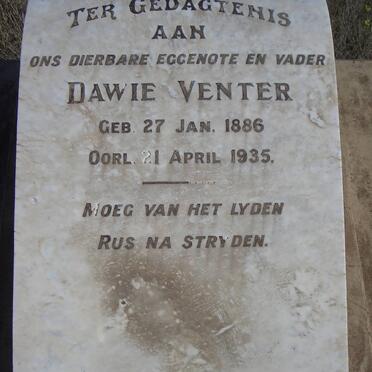 TER GEDAGTENIS
AAN
ONS DIERBARE EGGENOTE EN VADER
DAWIE VENTER
GEB. 27 JAN. 1886
OORL. 21 APRIL 1935.
MOEG VAN HET LYDEN
RUS NA STRYDEN.